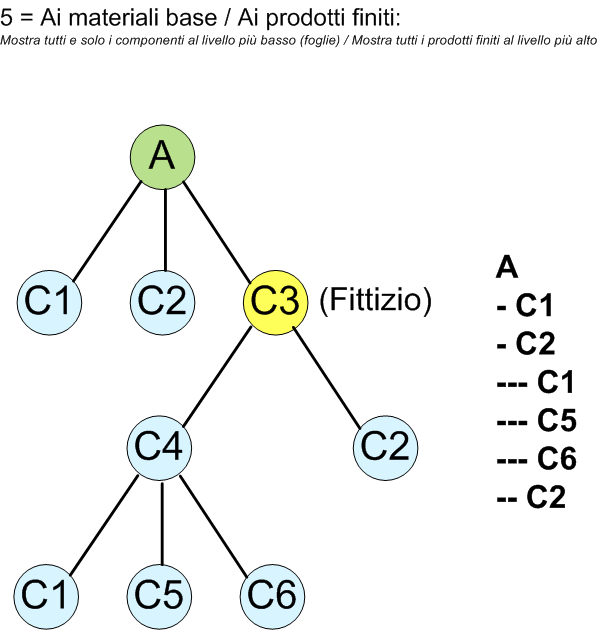 5 = Ai materiali base / Ai prodotti finiti:
Mostra tutti e solo i componenti al livello più basso (foglie) / Mostra tutti i prodotti finiti al livello più alto
A
C1 C2 C3 (Fittizio)
C4 C2
C1 C5 C6
A
- C1
- C2
--- C1
--- C5
--- C6
-- C2